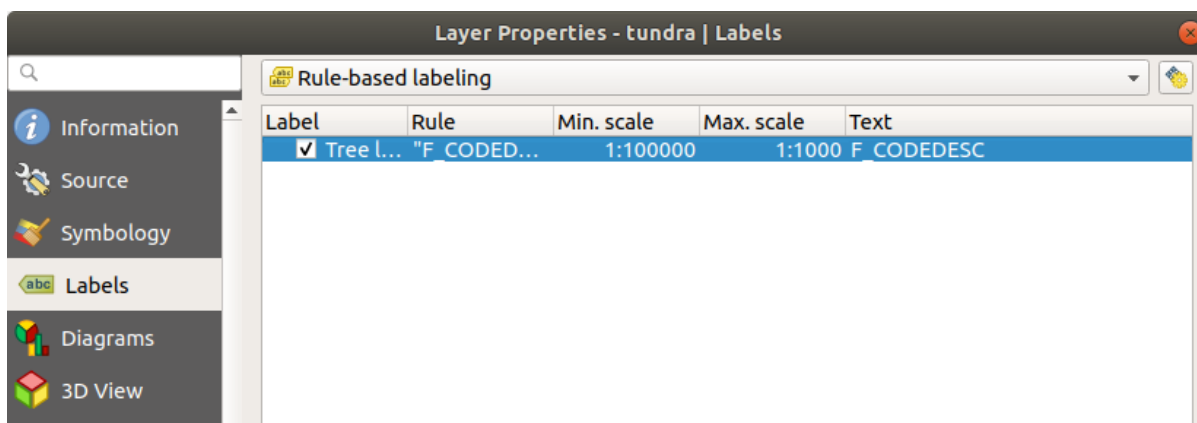 Layer Properties - tundra | Labels
Rule-based labeling
Information
Source
Symbology
abc Labels
Diagrams
3D View
Label Rule Min. scale Max. scale Text
Tree l... "F_CODED... 1:100000 1:1000 F_CODEDESC